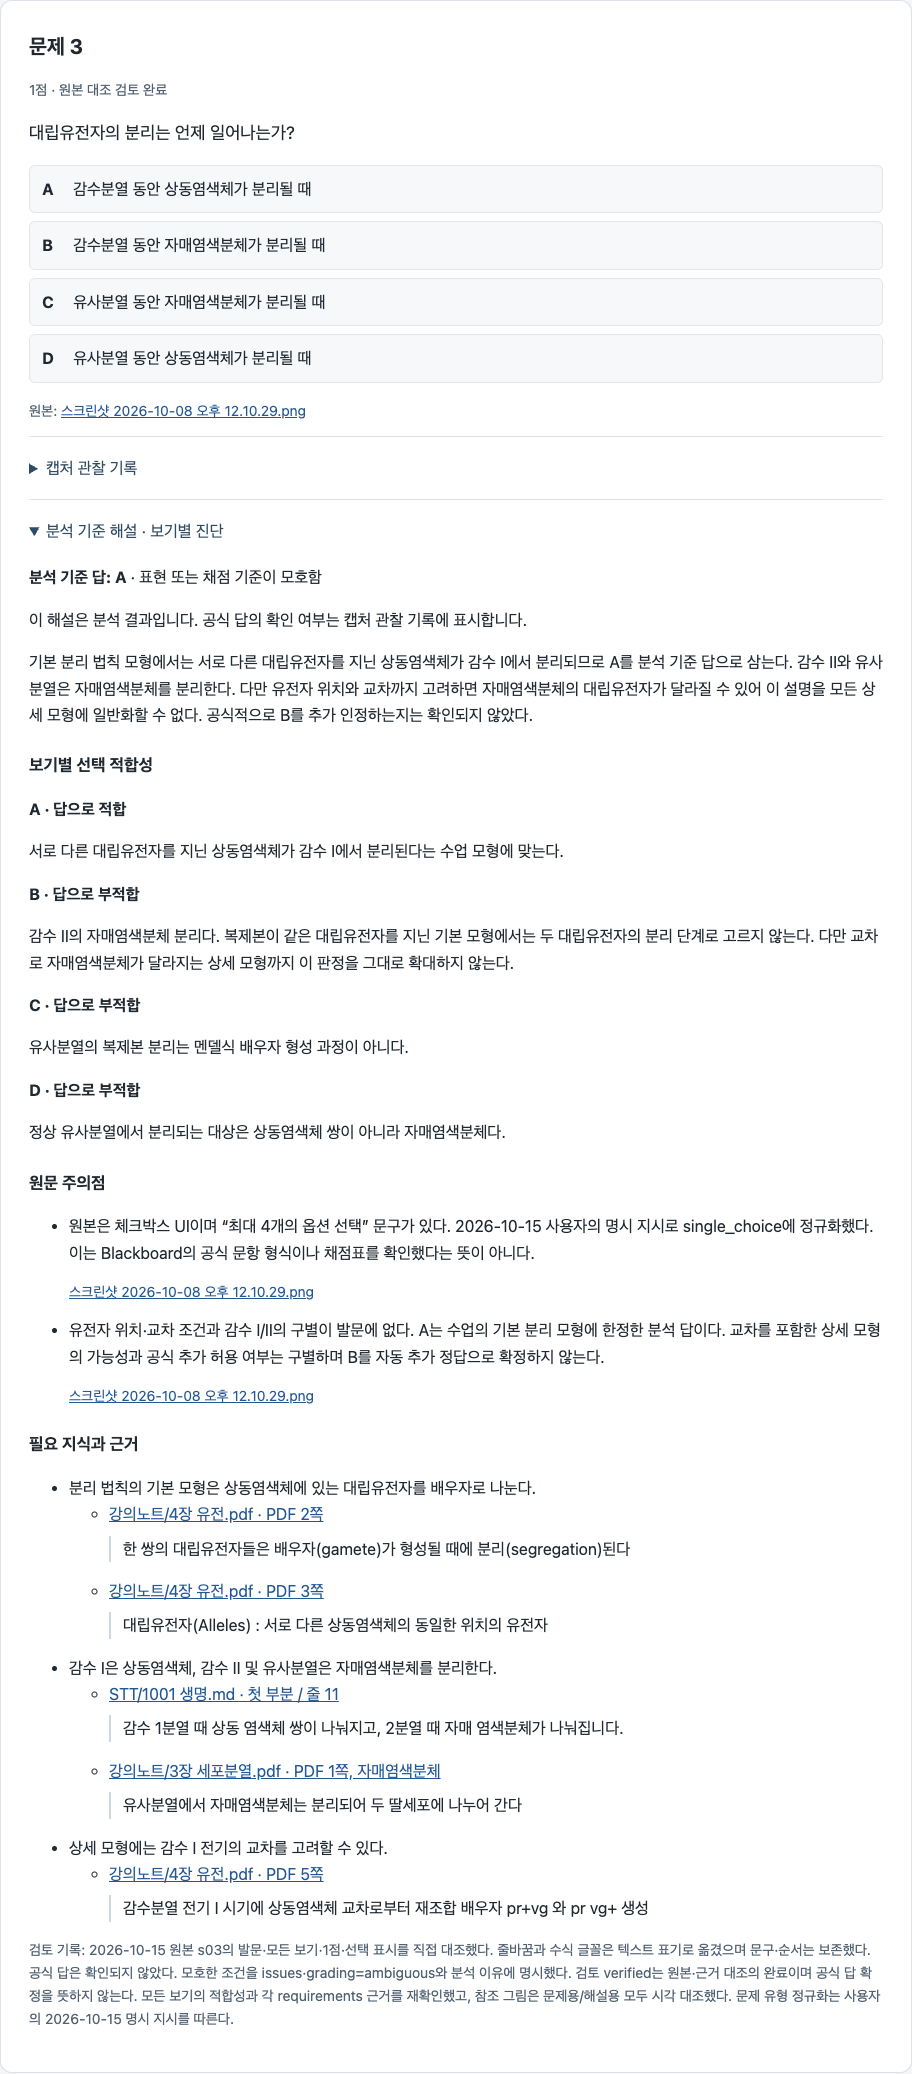 문제 3
1점 · 원본 대조 검토 완료
대립유전자의 분리는 언제 일어나는가?
A 감수분열 동안 상동염색체가 분리될 때
B 감수분열 동안 자매염색분체가 분리될 때
C 유사분열 동안 자매염색분체가 분리될 때
D 유사분열 동안 상동염색체가 분리될 때
원본: 스크린샷 2026-10-08 오후 12.10.29.png
▶ 캡처 관찰 기록
▼ 분석 기준 해설 · 보기별 진단
분석 기준 답: A · 표현 또는 채점 기준이 모호함
이 해설은 분석 결과입니다. 공식 답의 확인 여부는 캡처 관찰 기록에 표시합니다.
기본 분리 법칙 모형에서는 서로 다른 대립유전자를 지닌 상동염색체가 감수 I에서 분리되므로 A를 분석 기준 답으로 삼는다. 감수 II와 유사
분열은 자매염색분체를 분리한다. 다만 유전자 위치와 교차까지 고려하면 자매염색분체의 대립유전자가 달라질 수 있어 이 설명을 모든 상
세 모형에 일반화할 수 없다. 공식적으로 B를 추가 인정하는지는 확인되지 않았다.
보기별 선택 적합성
A · 답으로 적합
서로 다른 대립유전자를 지닌 상동염색체가 감수 I에서 분리된다는 수업 모형에 맞는다.
B · 답으로 부적합
감수 II의 자매염색분체 분리다. 복제본이 같은 대립유전자를 지닌 기본 모형에서는 두 대립유전자의 분리 단계로 고르지 않는다. 다만 교차
로 자매염색분체가 달라지는 상세 모형까지 이 판정을 그대로 확대하지 않는다.
C · 답으로 부적합
유사분열의 복제본 분리는 멘델식 배우자 형성 과정이 아니다.
D · 답으로 부적합
정상 유사분열에서 분리되는 대상은 상동염색체 쌍이 아니라 자매염색분체다.
원문 주의점
• 원본은 체크박스 UI이며 “최대 4개의 옵션 선택” 문구가 있다. 2026-10-15 사용자의 명시 지시로 single_choice에 정규화했다.
이는 Blackboard의 공식 문항 형식이나 채점표를 확인했다는 뜻이 아니다.
스크린샷 2026-10-08 오후 12.10.29.png
• 유전자 위치·교차 조건과 감수 I/II의 구별이 발문에 없다. A는 수업의 기본 분리 모형에 한정한 분석 답이다. 교차를 포함한 상세 모형
의 가능성과 공식 추가 허용 여부는 구별하며 B를 자동 추가 정답으로 확정하지 않는다.
스크린샷 2026-10-08 오후 12.10.29.png
필요 지식과 근거
• 분리 법칙의 기본 모형은 상동염색체에 있는 대립유전자를 배우자로 나눈다.
◦ 강의노트/4장 유전.pdf · PDF 2쪽
한 쌍의 대립유전자들은 배우자(gamete)가 형성될 때에 분리(segregation)된다
◦ 강의노트/4장 유전.pdf · PDF 3쪽
대립유전자(Alleles) : 서로 다른 상동염색체의 동일한 위치의 유전자
• 감수 I은 상동염색체, 감수 II 및 유사분열은 자매염색분체를 분리한다.
◦ STT/1001 생명.md · 첫 부분 / 줄 11
감수 1분열 때 상동 염색체 쌍이 나눠지고, 2분열 때 자매 염색분체가 나눠집니다.
◦ 강의노트/3장 세포분열.pdf · PDF 1쪽, 자매염색분체
유사분열에서 자매염색분체는 분리되어 두 딸세포에 나누어 간다
• 상세 모형에는 감수 I 전기의 교차를 고려할 수 있다.
◦ 강의노트/4장 유전.pdf · PDF 5쪽
감수분열 전기 I 시기에 상동염색체 교차로부터 재조합 배우자 pr+vg 와 pr vg+ 생성
검토 기록: 2026-10-15 원본 s03의 발문·모든 보기·1점·선택 표시를 직접 대조했다. 줄바꿈과 수식 글꼴은 텍스트 표기로 옮겼으며 문구·순서는 보존했다.
공식 답은 확인되지 않았다. 모호한 조건을 issues·grading=ambiguous와 분석 이유에 명시했다. 검토 verified는 원본·근거 대조의 완료이며 공식 답 확
정을 뜻하지 않는다. 모든 보기의 적합성과 각 requirements 근거를 재확인했고, 참조 그림은 문제용/해설용 모두 시각 대조했다. 문제 유형 정규화는 사용자
의 2026-10-15 명시 지시를 따른다.